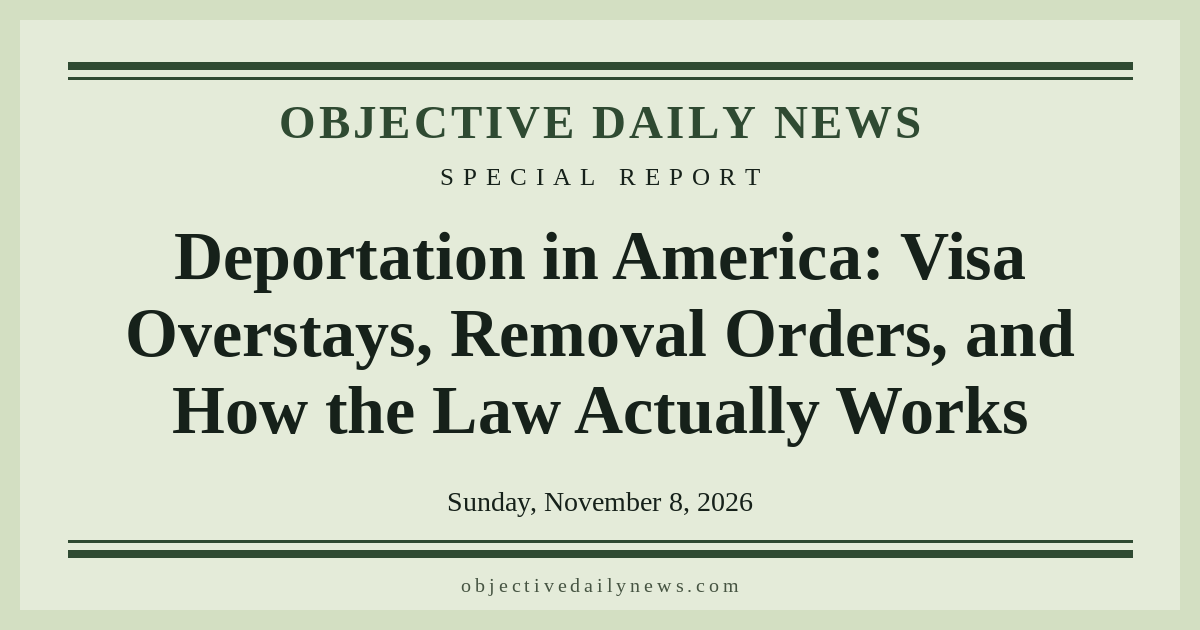 OBJECTIVE DAILY NEWS
SPECIAL REPORT
Deportation in America: Visa
Overstays, Removal Orders, and
How the Law Actually Works
Sunday, November 8, 2026
objectivedailynews.com